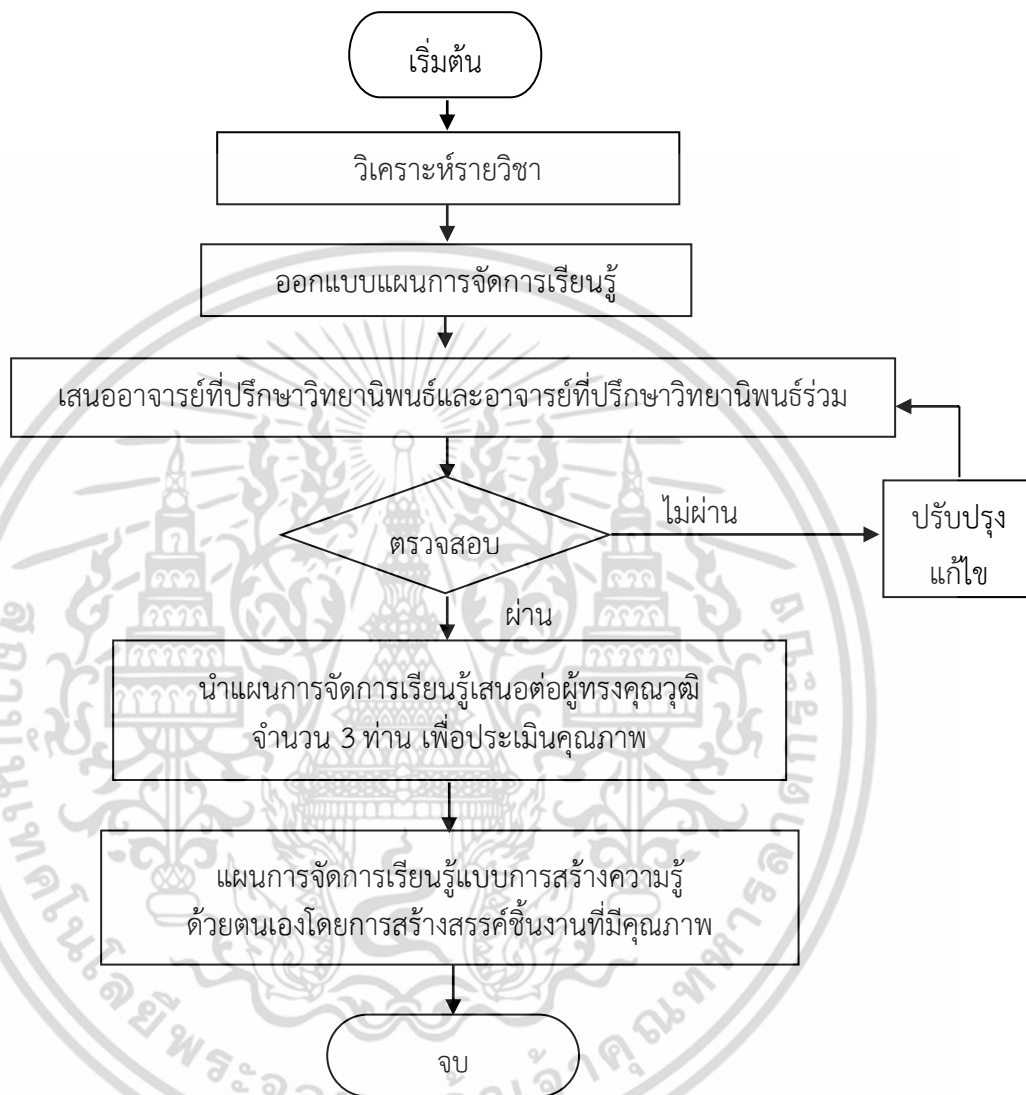 เริ่มต้น
วิเคราะห์รายวิชา
ออกแบบแผนการจัดการเรียนรู้
เสนออาจารย์ที่ปรึกษาวิทยานิพนธ์และอาจารย์ที่ปรึกษาวิทยานิพนธ์ร่วม
ตรวจสอบ
ไม่ผ่าน
ปรับปรุง
แก้ไข
ผ่าน
นำแผนการจัดการเรียนรู้เสนอต่อผู้ทรงคุณวุฒิ
จำนวน 3 ท่าน เพื่อประเมินคุณภาพ
แผนการจัดการเรียนรู้แบบการสร้างความรู้
ด้วยตนเองโดยการสร้างสรรค์ชิ้นงานที่มีคุณภาพ
จบ